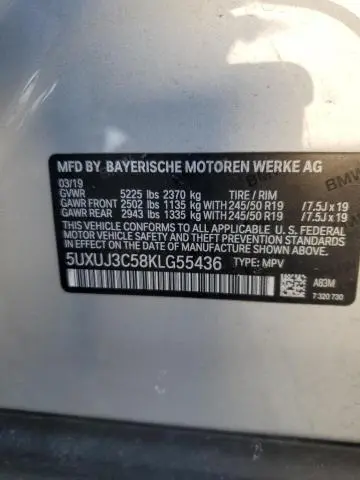 MFD BY BAYERISCHE MOTOREN WERKE AG
03/19
GVWR 5225 lbs 2370 kg TIRE / RIM
GAWR FRONT 2502 lbs 1135 kg WITH 245/50 R19 /7.5J x 19
GAWR REAR 2943 lbs 1335 kg WITH 245/50 R19 /7.5J x 19
THIS VEHICLE CONFORMS TO ALL APPLICABLE U.S. FEDERAL
MOTOR VEHICLE SAFETY STANDARDS IN EFFECT ON THE
DATE OF MANUFACTURE SHOWN ABOVE.
5UXUJ3C58KLG55436 TYPE: MPV
A83M
7 320 730
BMW